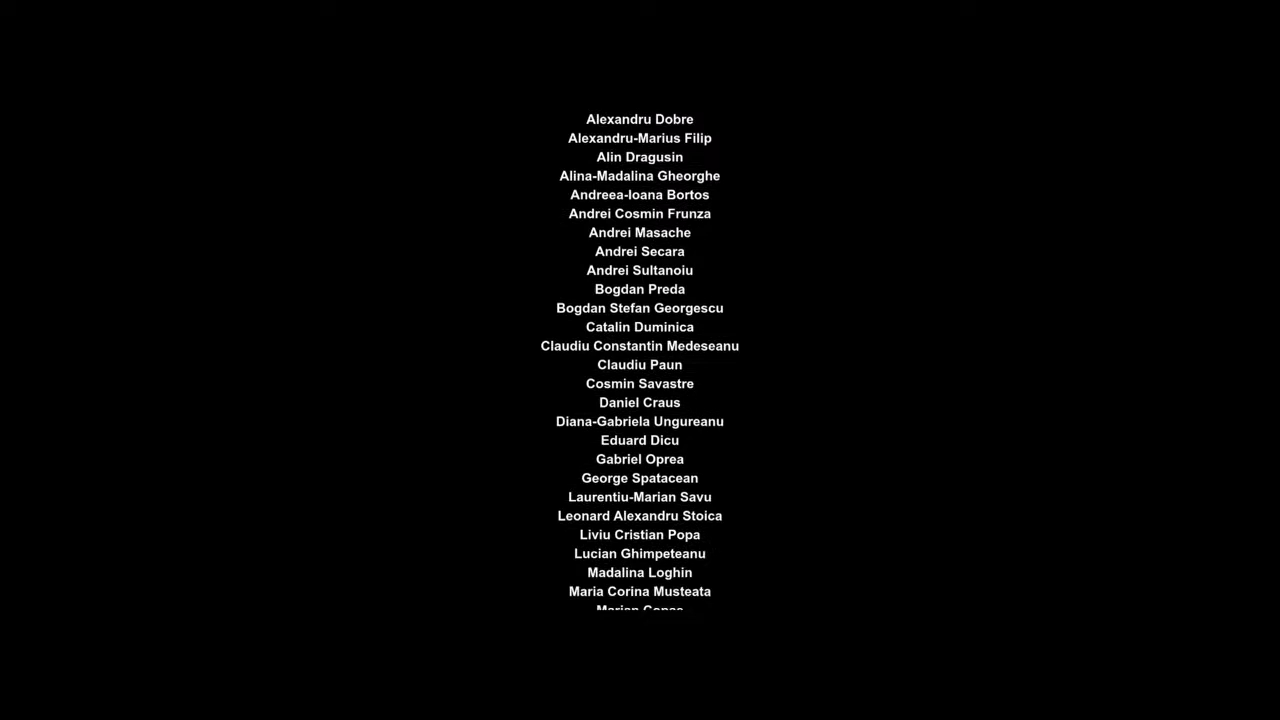 Alexandru Dobre
Alexandru-Marius Filip
Alin Dragusin
Alina-Madalina Gheorghe
Andreea-Ioana Bortos
Andrei Cosmin Frunza
Andrei Masache
Andrei Secara
Andrei Sultanoiu
Bogdan Preda
Bogdan Stefan Georgescu
Catalin Duminica
Claudiu Constantin Medeseanu
Claudiu Paun
Cosmin Savastre
Daniel Craus
Diana-Gabriela Ungureanu
Eduard Dicu
Gabriel Oprea
George Spatacean
Laurentiu-Marian Savu
Leonard Alexandru Stoica
Liviu Cristian Popa
Lucian Ghimpeteanu
Madalina Loghin
Maria Corina Musteata
Marian